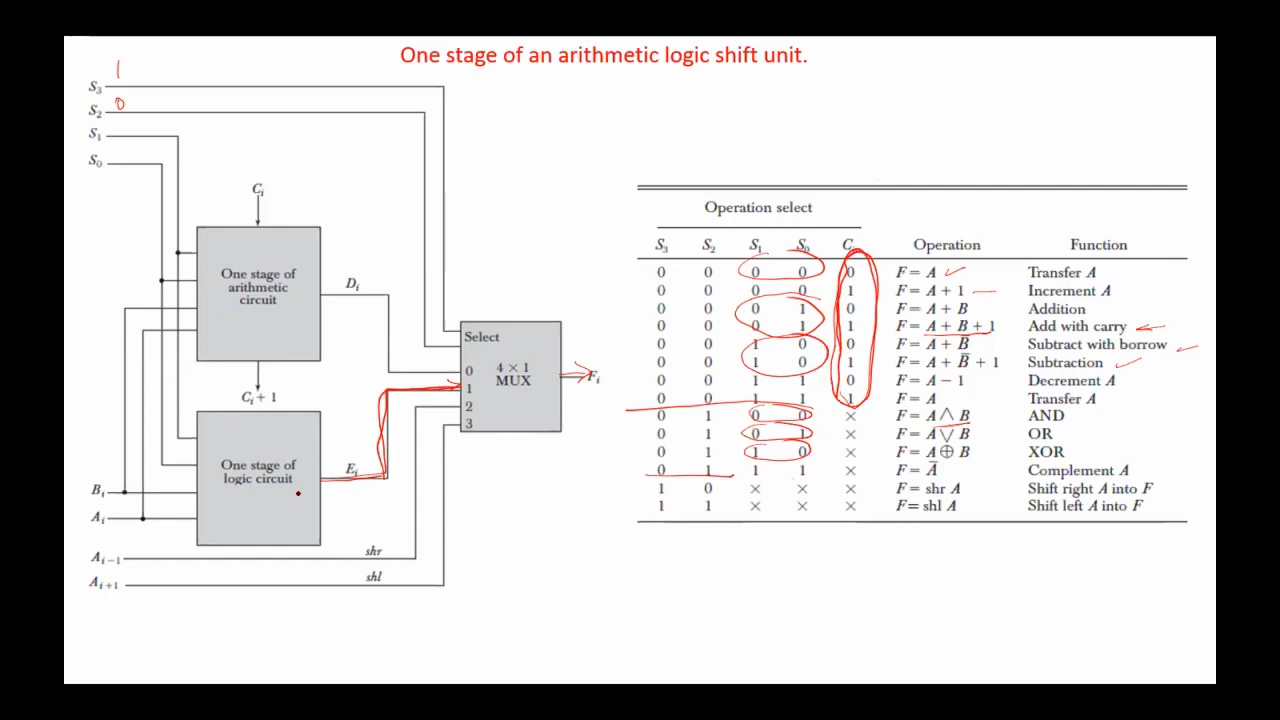 One stage of an arithmetic logic shift unit.
1
S3
0
S2
S1
S0
Ci
One stage of
arithmetic
circuit
Di
Ci + 1
Select
0
1
2
3
4 × 1
MUX
Fi
One stage of
logic circuit
Ei
Bi
Ai
Ai−1
shr
Ai+1
shl
Operation select
S3 S2 S1 S0 C Operation Function
0 0 0 0 0 F = A Transfer A
0 0 0 0 1 F = A + 1 Increment A
0 0 0 1 0 F = A + B Addition
0 0 0 1 1 F = A + B + 1 Add with carry
0 0 1 0 0 F = A + B̅ Subtract with borrow
0 0 1 0 1 F = A + B̅ + 1 Subtraction
0 0 1 1 0 F = A − 1 Decrement A
0 0 1 1 1 F = A Transfer A
0 1 0 0 × F = A ∧ B AND
0 1 0 1 × F = A ∨ B OR
0 1 1 0 × F = A ⊕ B XOR
0 1 1 1 × F = A̅ Complement A
1 0 × × × F = shr A Shift right A into F
1 1 × × × F= shl A Shift left A into F